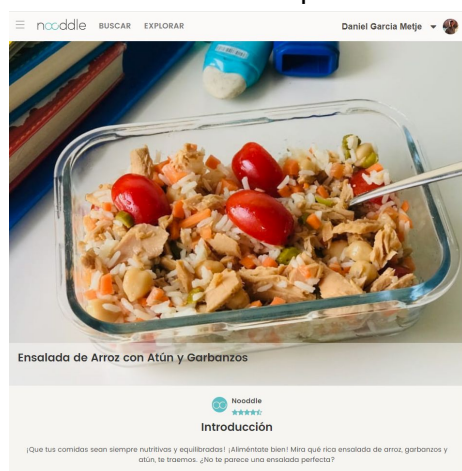 nooddle BUSCAR EXPLORAR Daniel Garcia Metje
Ensalada de Arroz con Atún y Garbanzos
Nooddle
Introducción
¡Que tus comidas sean siempre nutritivas y equilibradas! ¡Aliméntate bien! Mira qué rica ensalada de arroz, garbanzos y
atún, te traemos. ¿No te parece una ensalada perfecta?